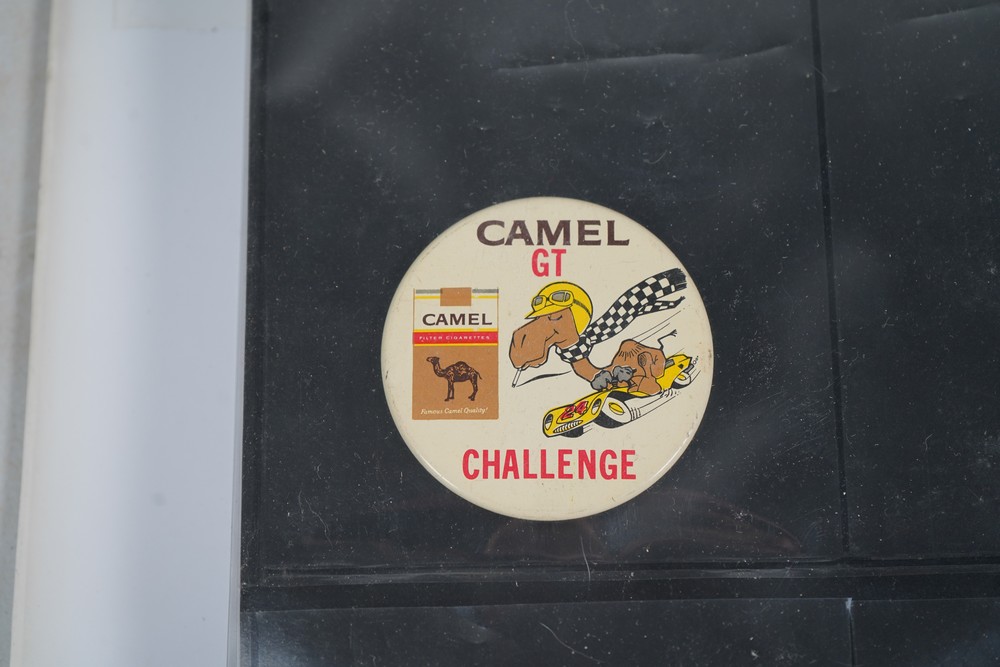 CAMEL
GT
CAMEL
FILTER CIGARETTES
Famous Camel Quality!
24
CHALLENGE